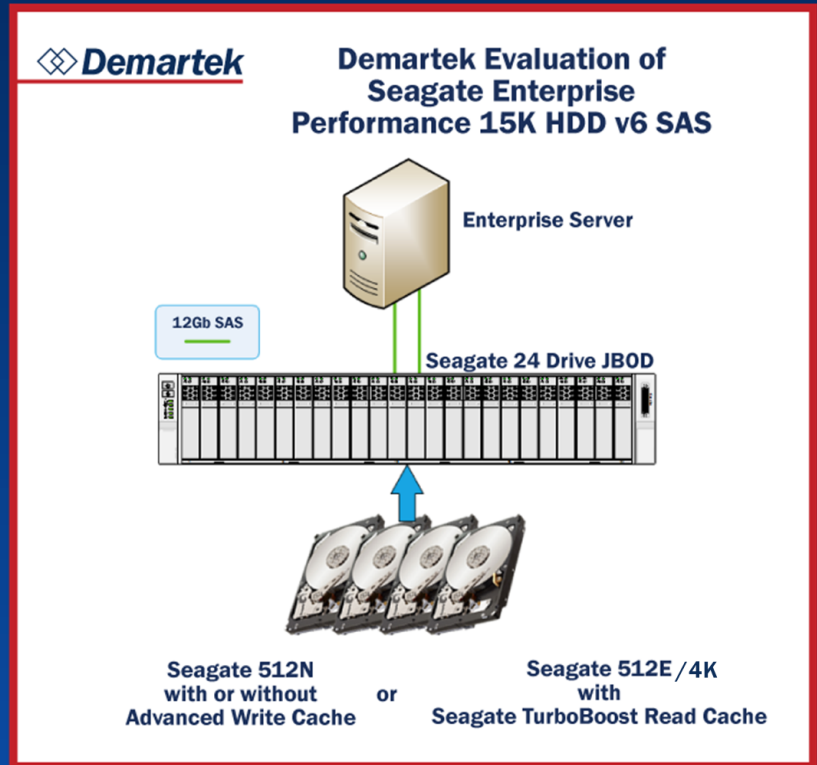 Demartek
Demartek Evaluation of
Seagate Enterprise
Performance 15K HDD v6 SAS
Enterprise Server
12Gb SAS
Seagate 24 Drive JBOD
Seagate 512N
with or without
Advanced Write Cache
or
Seagate 512E/4K
with
Seagate TurboBoost Read Cache